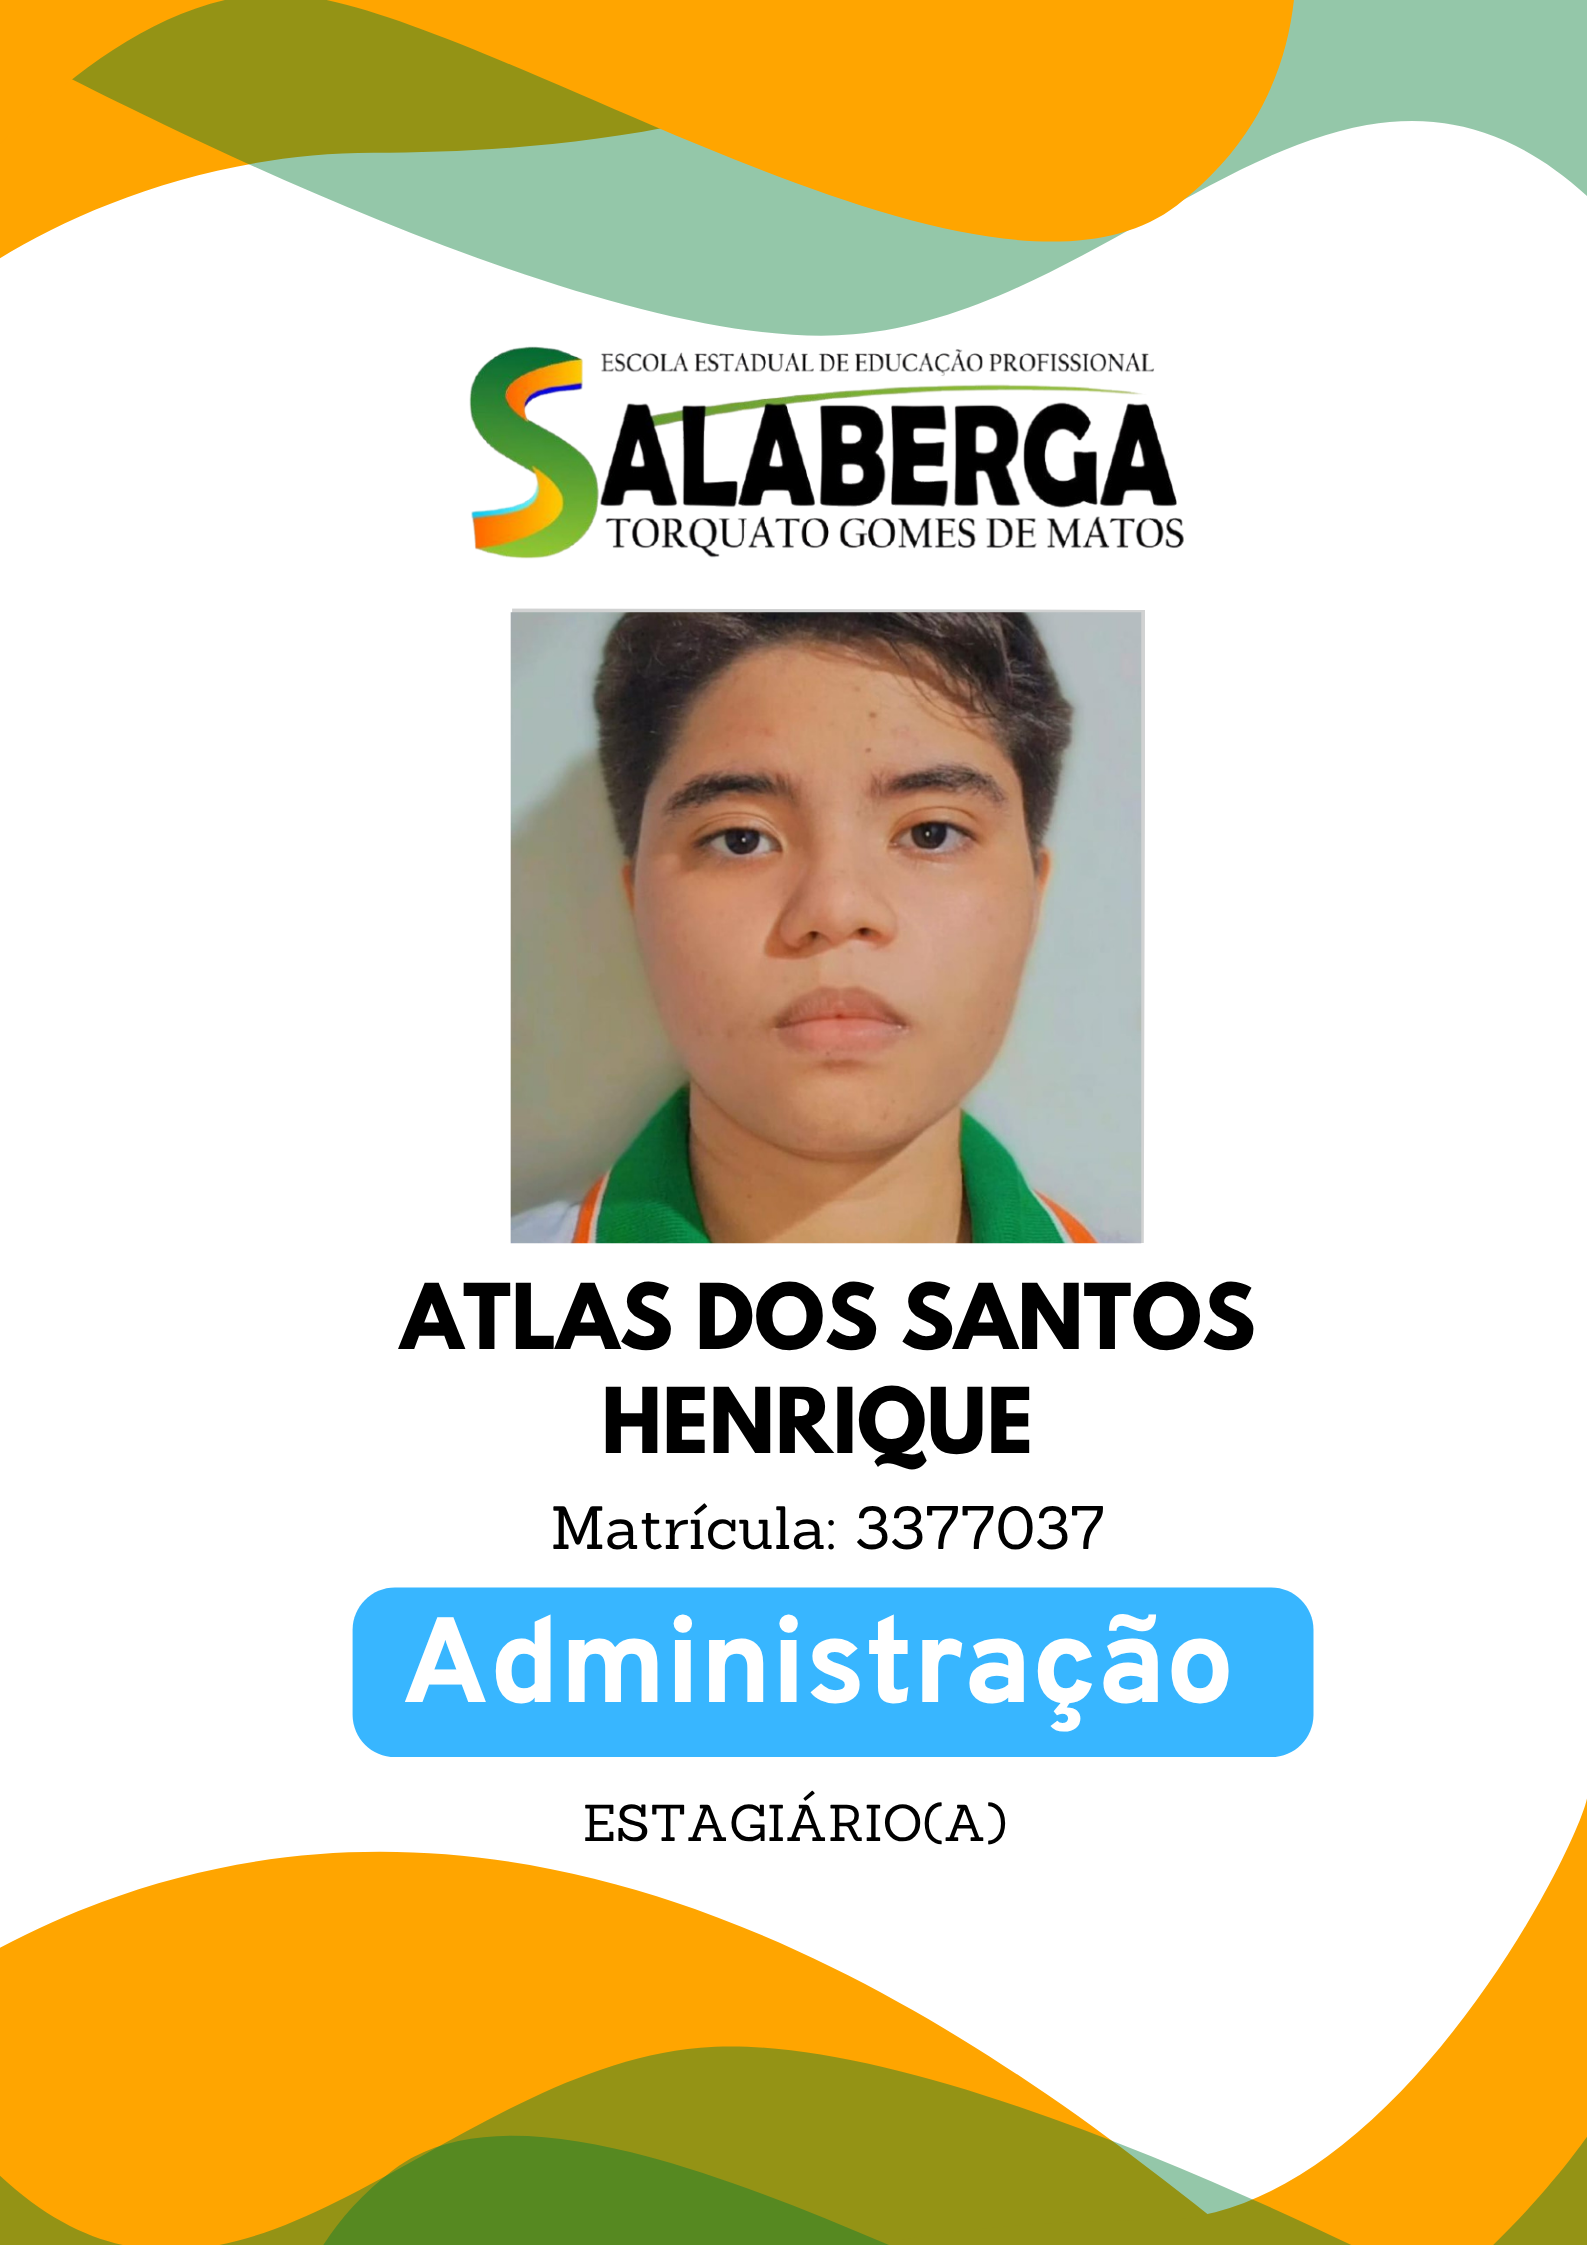 ESCOLA ESTADUAL DE EDUCAÇÃO PROFISSIONAL
SALABERGA
TORQUATO GOMES DE MATOS
ATLAS DOS SANTOS
HENRIQUE
Matrícula: 3377037
Administração
ESTAGIÁRIO(A)